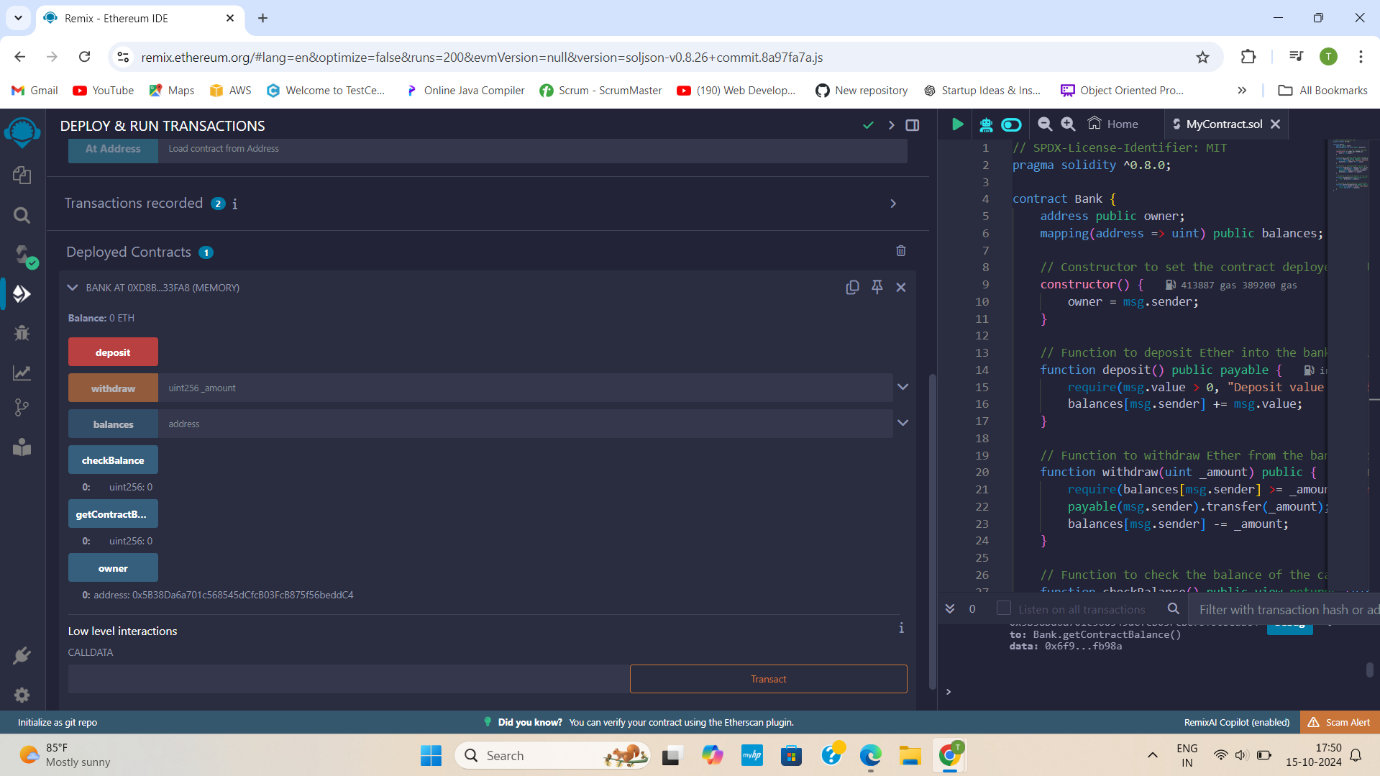 Remix - Ethereum IDE
remix.ethereum.org/#lang=en&optimize=false&runs=200&evmVersion=null&version=soljson-v0.8.26+commit.8a97fa7a.js
T
Gmail YouTube Maps AWS Welcome to TestCe... Online Java Compiler Scrum - ScrumMaster (190) Web Develop... New repository Startup Ideas & Ins... Object Oriented Pro... » All Bookmarks
DEPLOY & RUN TRANSACTIONS
At Address Load contract from Address
Transactions recorded 2 i
Deployed Contracts 1
BANK AT 0XD8B...33FA8 (MEMORY)
Balance: 0 ETH
deposit
withdraw uint256 _amount
balances address
checkBalance
0: uint256: 0
getContractB...
0: uint256: 0
owner
0: address: 0x5B38Da6a701c568545dCfcB03FcB875f56beddC4
Low level interactions i
CALLDATA
Transact
Home MyContract.sol
1 // SPDX-License-Identifier: MIT
2 pragma solidity ^0.8.0;
3
4 contract Bank {
5 address public owner;
6 mapping(address => uint) public balances;
7
8 // Constructor to set the contract deploye
9 constructor() { 413887 gas 389200 gas
10 owner = msg.sender;
11 }
12
13 // Function to deposit Ether into the bank
14 function deposit() public payable {
15 require(msg.value > 0, "Deposit value
16 balances[msg.sender] += msg.value;
17 }
18
19 // Function to withdraw Ether from the ban
20 function withdraw(uint _amount) public {
21 require(balances[msg.sender] >= _amoun
22 payable(msg.sender).transfer(_amount);
23 balances[msg.sender] -= _amount;
24 }
25
26 // Function to check the balance of the ca
27 function checkBalance() public view
0 Listen on all transactions Filter with transaction hash or ad
to: Bank.getContractBalance()
data: 0x6f9...fb98a
>
Initialize as git repo Did you know? You can verify your contract using the Etherscan plugin. RemixAI Copilot (enabled) Scam Alert
85°F
Mostly sunny
Search
myhp
T
ENG
IN
17:50
15-10-2024